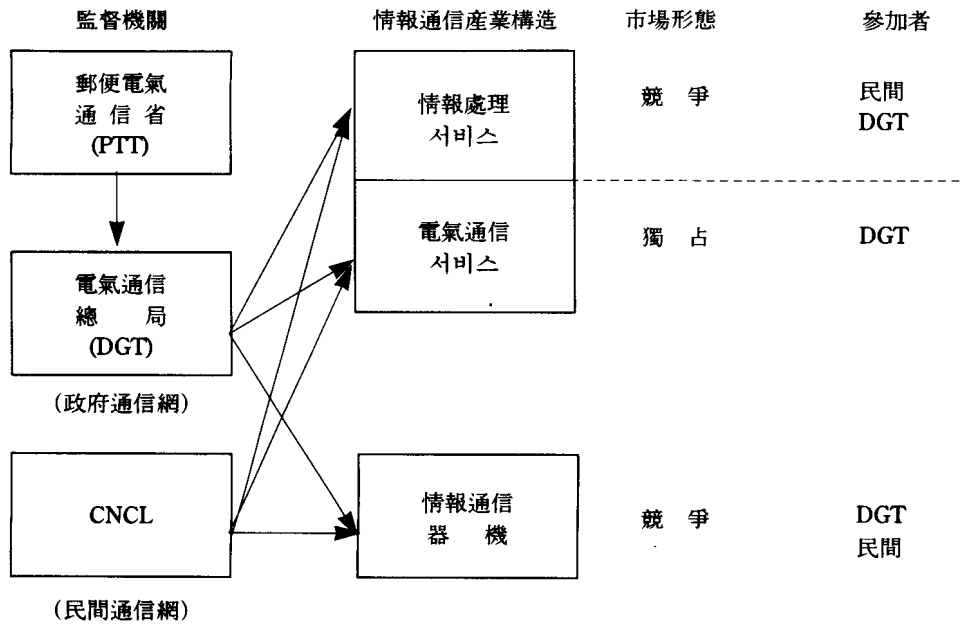 監督機關
情報通信産業構造
市場形態
參加者
郵便電氣
通信省
(PTT)
情報處理
서비스
競 爭
民間
DGT
電氣通信
總 局
(DGT)
電氣通信
서비스
獨 占
DGT
(政府通信網)
CNCL
情報通信
器 機
競 爭
DGT
民間
(民間通信網)